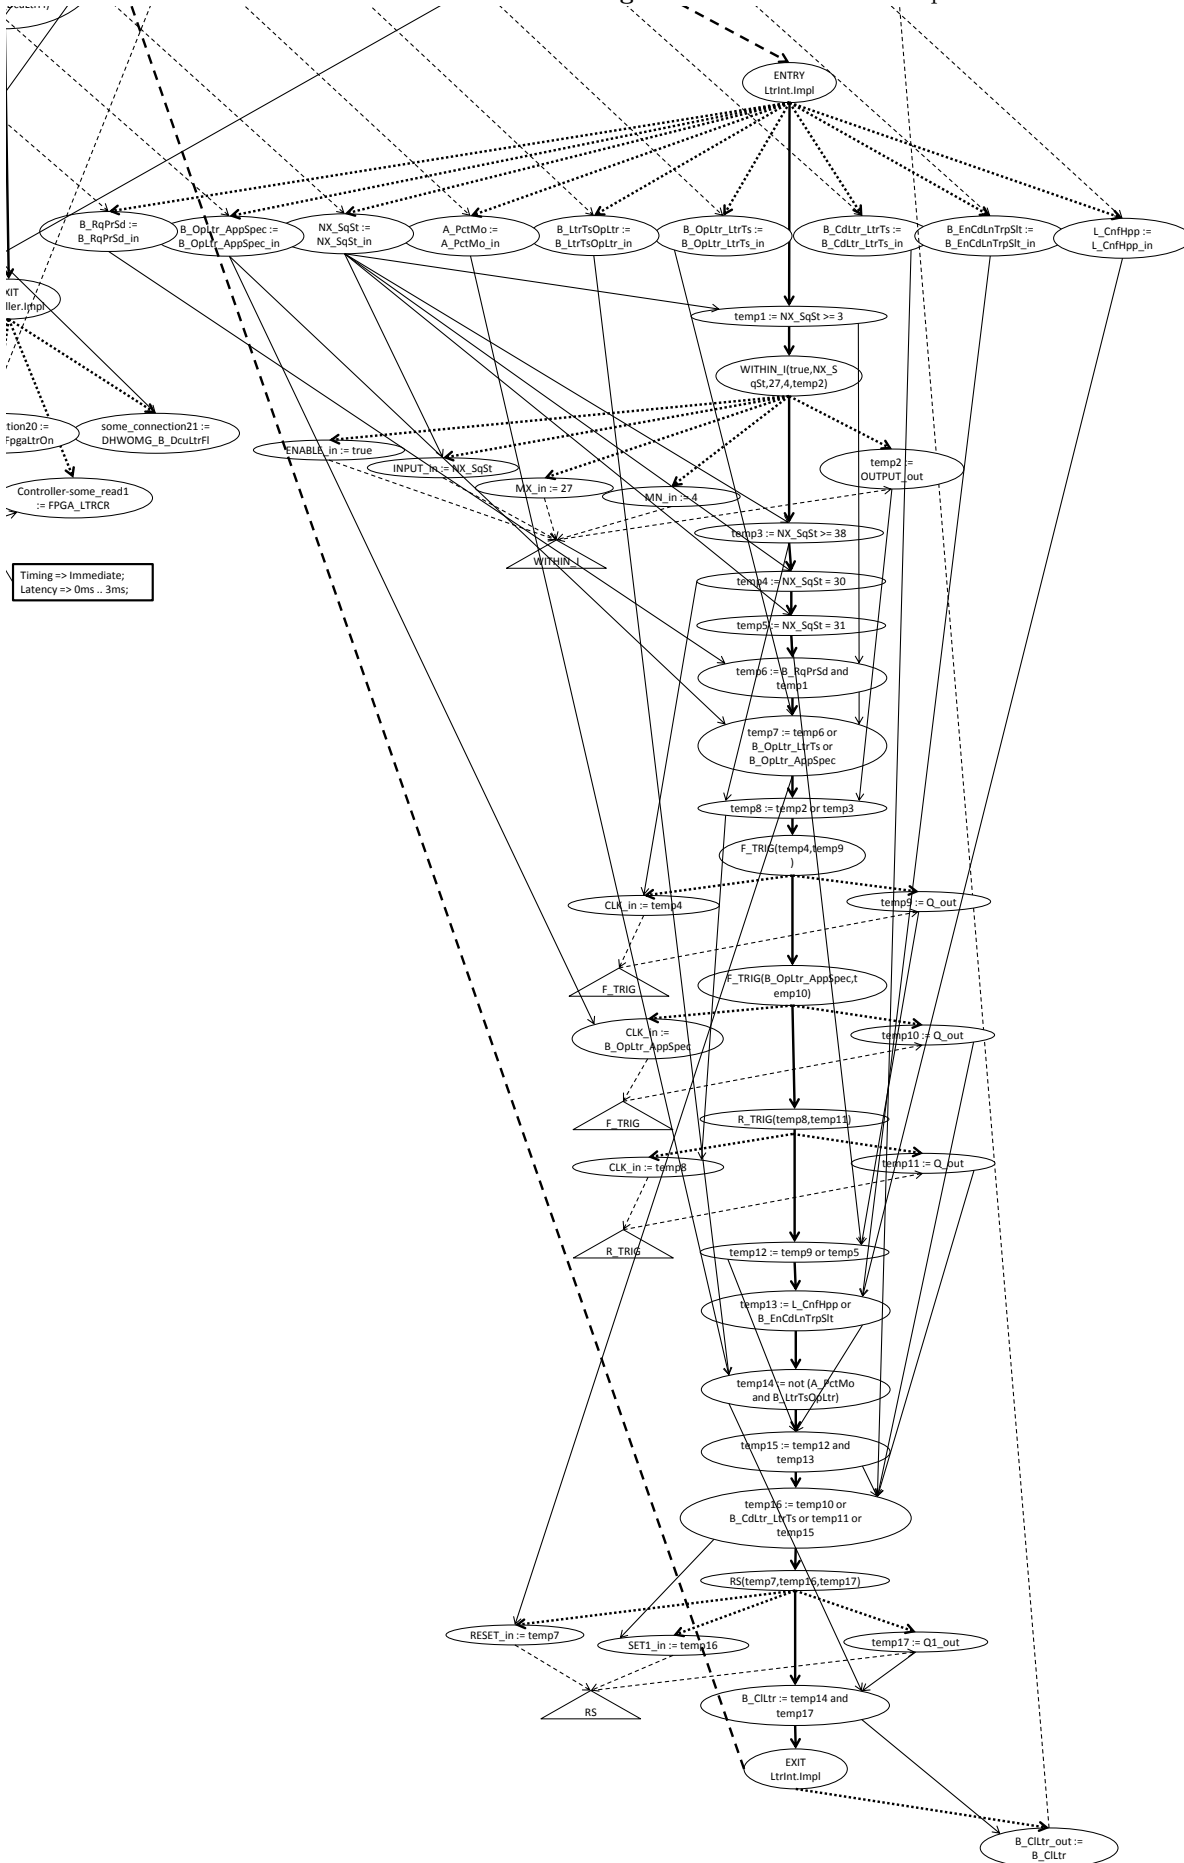 ENTRY
LtrInt.Impl
B_RqPrSd :=
B_RqPrSd_in
B_OpLtr_AppSpec :=
B_OpLtr_AppSpec_in
NX_SqSt :=
NX_SqSt_in
A_PctMo :=
A_PctMo_in
B_LtrTsOpLtr :=
B_LtrTsOpLtr_in
B_OpLtr_LtrTs :=
B_OpLtr_LtrTs_in
B_CdLtr_LtrTs :=
B_CdLtr_LtrTs_in
B_EnCdLnTrpSlt :=
B_EnCdLnTrpSlt_in
L_CnfHpp :=
L_CnfHpp_in
XIT
ller.Impl
temp1 := NX_SqSt >= 3
WITHIN_I(true,NX_S
qSt,27,4,temp2)
tion20 :=
FpgaLtrOn
some_connection21 :=
DHWOMG_B_DcuLtrFl
ENABLE_in := true
INPUT_in := NX_SqSt
MX_in := 27
MN_in := 4
temp2 :=
OUTPUT_out
Controller-some_read1
:= FPGA_LTRCR
temp3 := NX_SqSt >= 38
WITHIN_I
Timing => Immediate;
Latency => 0ms .. 3ms;
temp4 := NX_SqSt = 30
temp5 := NX_SqSt = 31
temp6 := B_RqPrSd and
temp1
temp7 := temp6 or
B_OpLtr_LtrTs or
B_OpLtr_AppSpec
temp8 := temp2 or temp3
F_TRIG(temp4,temp9
)
CLK_in := temp4
temp9 := Q_out
F_TRIG
F_TRIG(B_OpLtr_AppSpec,t
emp10)
CLK_in :=
B_OpLtr_AppSpec
temp10 := Q_out
F_TRIG
R_TRIG(temp8,temp11)
CLK_in := temp8
temp11 := Q_out
R_TRIG
temp12 := temp9 or temp5
temp13 := L_CnfHpp or
B_EnCdLnTrpSlt
temp14 := not (A_PctMo
and B_LtrTsOpLtr)
temp15 := temp12 and
temp13
temp16 := temp10 or
B_CdLtr_LtrTs or temp11 or
temp15
RS(temp7,temp16,temp17)
RESET_in := temp7
SET1_in := temp16
temp17 := Q1_out
RS
B_ClLtr := temp14 and
temp17
EXIT
LtrInt.Impl
B_ClLtr_out :=
B_ClLtr